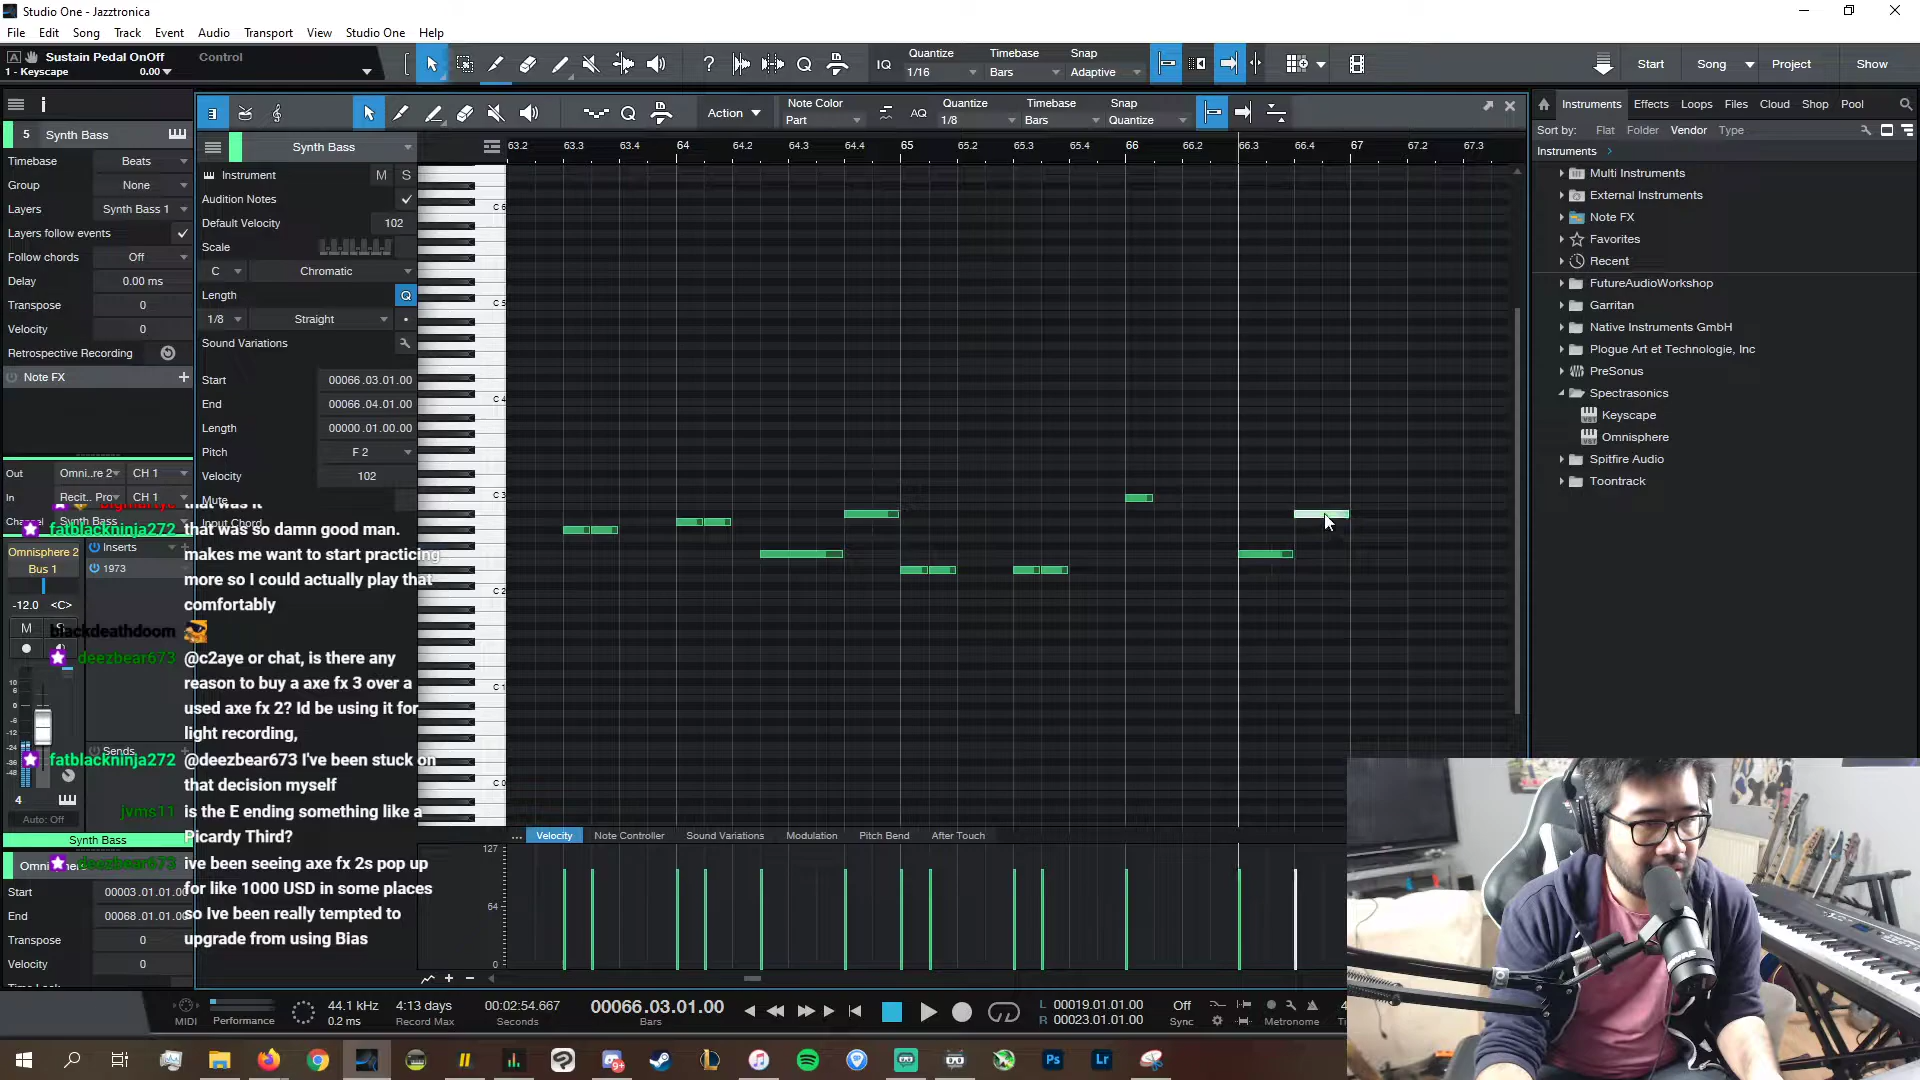 Studio One - Jazztronica
File Edit Song Track Event Audio Transport View Studio One Help
Sustain Pedal OnOff Control
1 - Keyscape 0.00
IQ Quantize 1/16 Timebase Bars Snap Adaptive
Start Song Project Show
5 Synth Bass
Timebase Beats
Group None
Layers Synth Bass 1
Layers follow events
Follow chords Off
Delay 0.00 ms
Transpose 0
Velocity 0
Retrospective Recording
Note FX
Out Omni..re 2 CH 1
In Recit.. Pro CH 1
Omnisphere 2
Bus 1
Inserts
1973
-12.0 <C>
M
Sends
4
Auto: Off
Synth Bass
Start 00003.01.01.00
End 00068.01.01.00
Transpose 0
Velocity 0
Action
Note Color Part
AQ Quantize 1/8 Timebase Bars Snap Quantize
Synth Bass
Instrument M S
Audition Notes
Default Velocity 102
Scale
C Chromatic
Length Q
1/8 Straight
Sound Variations
Start 00066.03.01.00
End 00066.04.01.00
Length 00000.01.00.00
Pitch F 2
Velocity 102
Mute
Input Chord
63.2 63.3 63.4 64 64.2 64.3 64.4 65 65.2 65.3 65.4 66 66.2 66.3 66.4 67 67.2 67.3
C 6
C 5
C 4
C 3
C 2
C 1
C 0
that was it
fatblackninja272 that was so damn good man.
makes me want to start practicing
more so I could actually play that
comfortably
blackdeathdoom
deezbear673 @c2aye or chat, is there any
reason to buy a axe fx 3 over a
used axe fx 2? Id be using it for
light recording,
fatblackninja272 @deezbear673 I've been stuck on
that decision myself
jvms11 is the E ending something like a
Picardy Third?
deezbear673 ive been seeing axe fx 2s pop up
for like 1000 USD in some places
so Ive been really tempted to
upgrade from using Bias
... Velocity Note Controller Sound Variations Modulation Pitch Bend After Touch
127
64
0
Home Instruments Effects Loops Files Cloud Shop Pool
Sort by: Flat Folder Vendor Type
Instruments
Multi Instruments
External Instruments
Note FX
Favorites
Recent
FutureAudioWorkshop
Garritan
Native Instruments GmbH
Plogue Art et Technologie, Inc
PreSonus
Spectrasonics
Keyscape
Omnisphere
Spitfire Audio
Toontrack
MIDI Performance
44.1 kHz
0.2 ms
4:13 days
Record Max
00:02:54.667
Seconds
00066.03.01.00
Bars
L 00019.01.01.00
R 00023.01.01.00
Off
Sync
Metronome
Ps
Lr